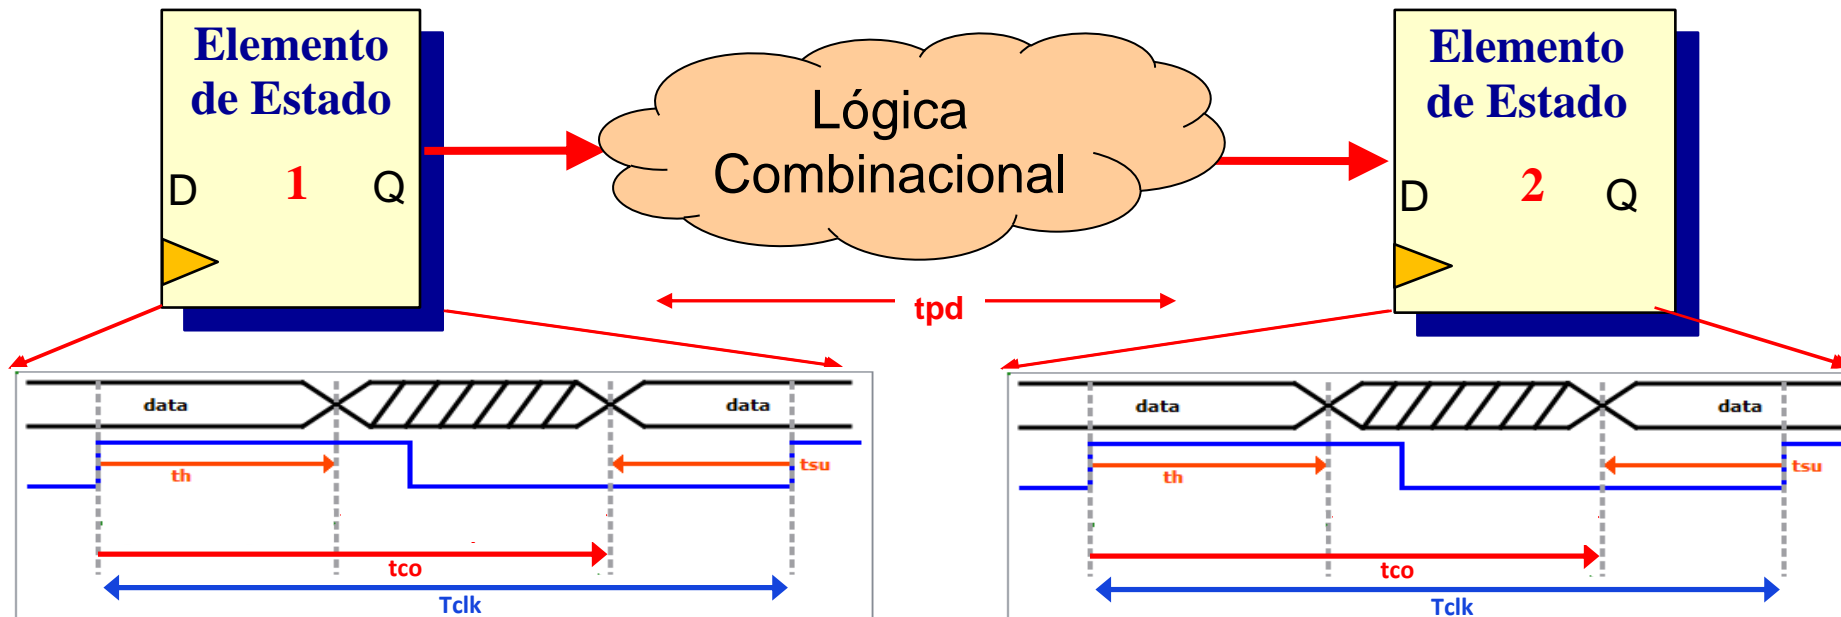 Elemento
de Estado
D 1 Q
Lógica
Combinacional
tpd
Elemento
de Estado
D 2 Q
data data
th tsu
tco
Tclk
data data
th tsu
tco
Tclk